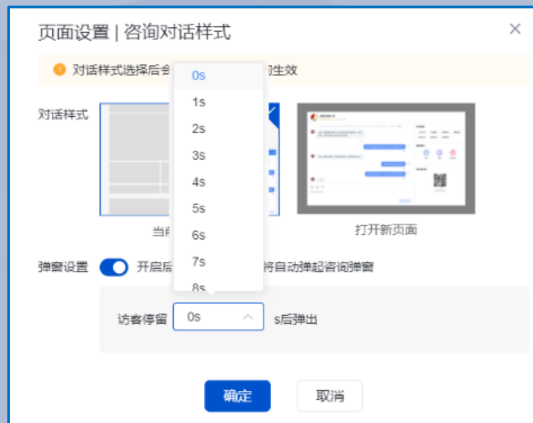 页面设置 | 咨询对话样式
对话样式选择后会
的生效
0s
1s
2s
3s
4s
5s
6s
7s
8s
对话样式
当前
打开新页面
弹窗设置
开启后
将自动弹起咨询弹窗
访客停留
0s
s后弹出
确定
取消